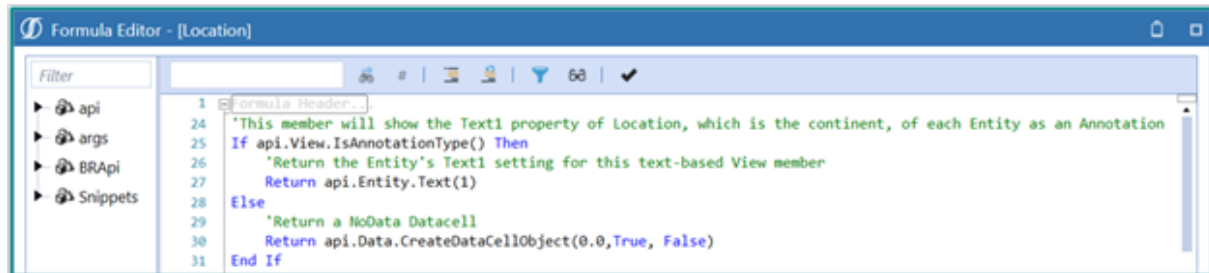 Formula Editor - [Location]
Filter
api
args
BRApi
Snippets
1 Formula Header...
24 'This member will show the Text1 property of Location, which is the continent, of each Entity as an Annotation
25 If api.View.IsAnnotationType() Then
26 'Return the Entity's Text1 setting for this text-based View member
27 Return api.Entity.Text(1)
28 Else
29 'Return a NoData Datacell
30 Return api.Data.CreateDataCellObject(0.0,True, False)
31 End If